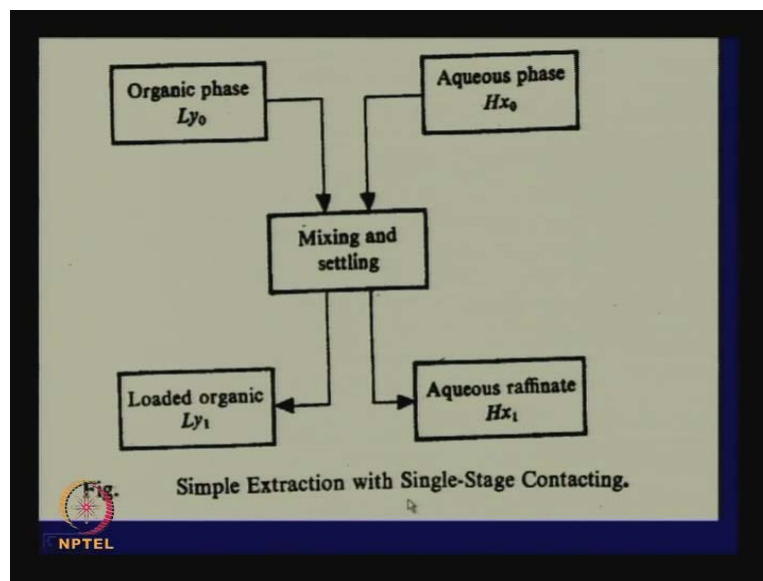 Organic phase
Ly₀
Aqueous phase
Hx₀
Mixing and
settling
Loaded organic
Ly₁
Aqueous raffinate
Hx₁
Fig. Simple Extraction with Single-Stage Contacting.
NPTEL